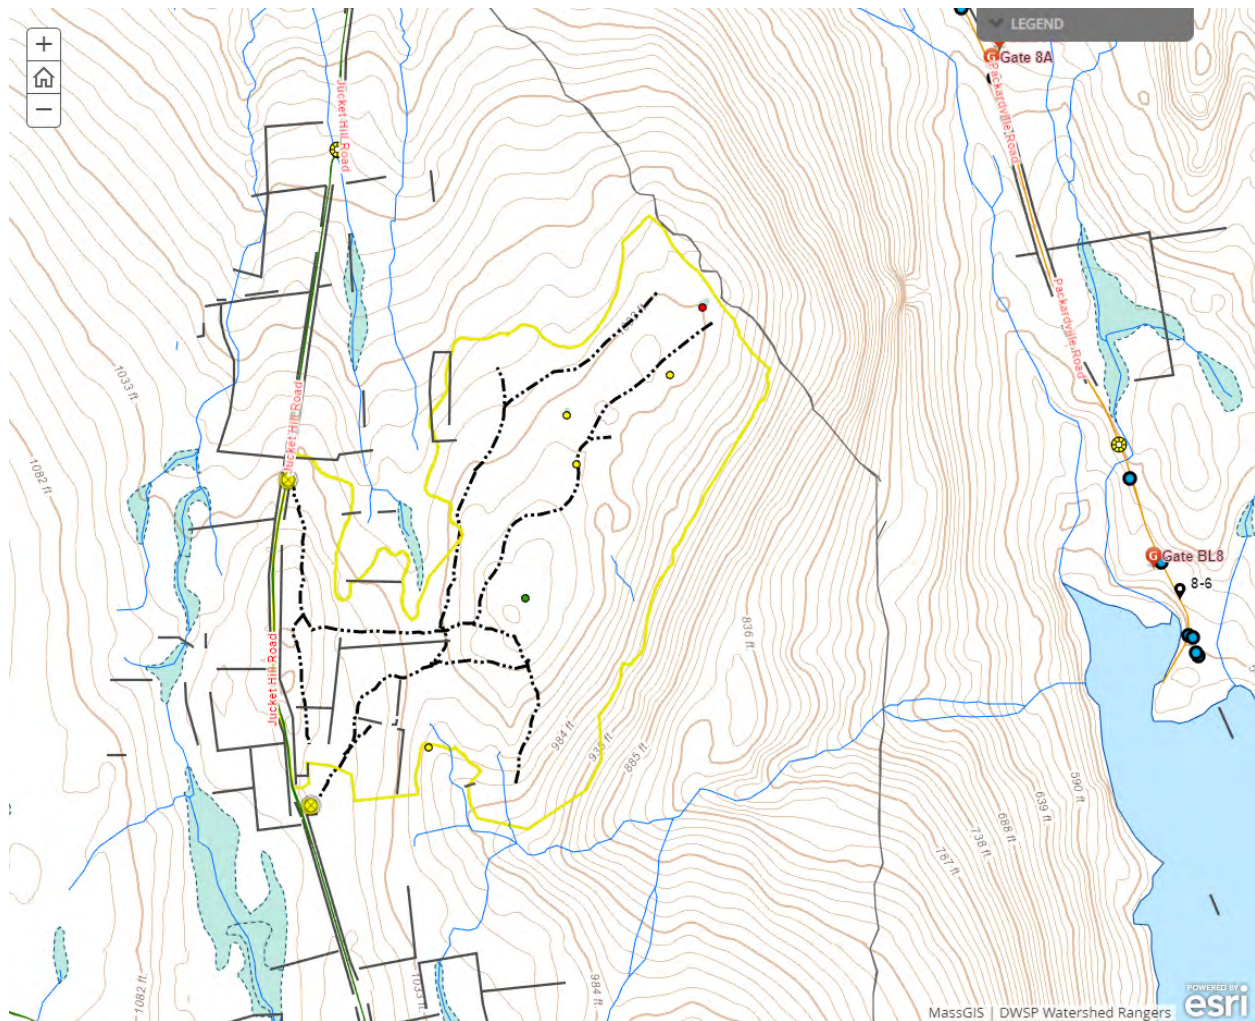 +
LEGEND
−
Gate 8A
Jucket Hill Road
Packardville Road
Packardville Road
1033 ft
Jucket Hill Road
1082 ft
Gate BL8
8-6
836 ft
Jucket Hill Road
984 ft
885 ft
590 ft
639 ft
688 ft
738 ft
787 ft
1082 ft
1033 ft
984 ft
POWERED BY
esri
MassGIS | DWSP Watershed Rangers